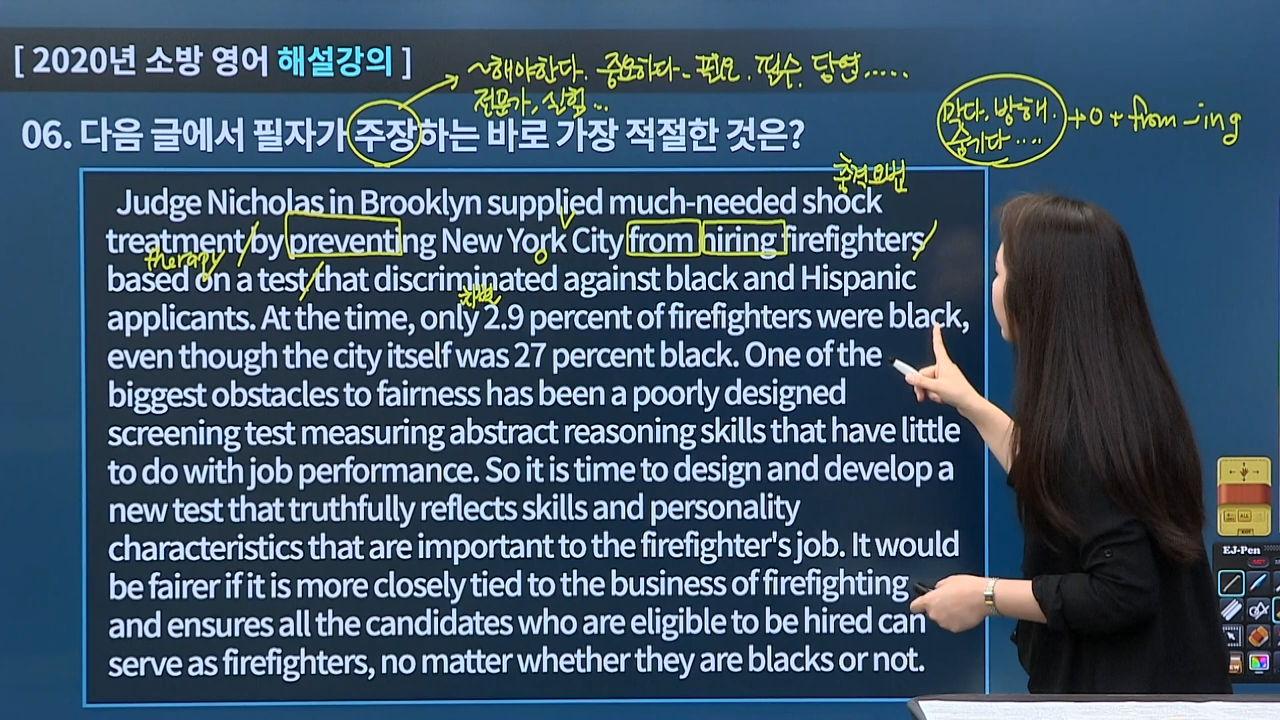 [ 2020년 소방 영어 해설강의 ]
~해야한다. 중요하다. 필요. 필수. 당연.....
전문가, 실험...
06. 다음 글에서 필자가 주장하는 바로 가장 적절한 것은?
막다. 방해. + O + from -ing
숨기다....
충격요법
Judge Nicholas in Brooklyn supplied much-needed shock
treatment by preventing New York City from hiring firefighters
therapy
based on a test that discriminated against black and Hispanic
차별
applicants. At the time, only 2.9 percent of firefighters were black,
even though the city itself was 27 percent black. One of the
biggest obstacles to fairness has been a poorly designed
screening test measuring abstract reasoning skills that have little
to do with job performance. So it is time to design and develop a
new test that truthfully reflects skills and personality
characteristics that are important to the firefighter's job. It would
be fairer if it is more closely tied to the business of firefighting
and ensures all the candidates who are eligible to be hired can
serve as firefighters, no matter whether they are blacks or not.
EJ-Pen